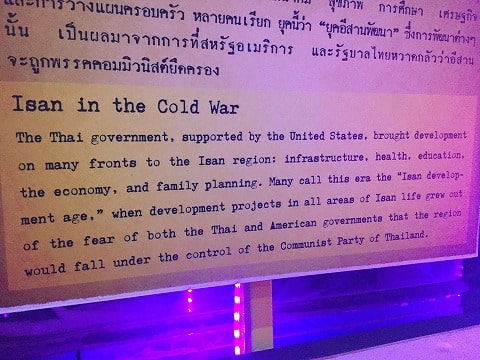 และการวางแผนครอบครัว หลายคนเรียก ยุคนี้ว่า “ยุคอีสานพัฒนา” ซึ่งการพัฒนาต่างๆ
นั้น เป็นผลมาจากการที่สหรัฐอเมริการ และรัฐบาลไทยหวาดกลัวว่าอีสาน
จะถูกพรรคคอมมิวนิสต์ยึดครอง
Isan in the Cold War
The Thai government, supported by the United States, brought development
on many fronts to the Isan region: infrastructure, health, education,
the economy, and family planning. Many call this era the “Isan develop-
ment age,” when development projects in all areas of Isan life grew out
of the fear of both the Thai and American governments that the region
would fall under the control of the Communist Party of Thailand.